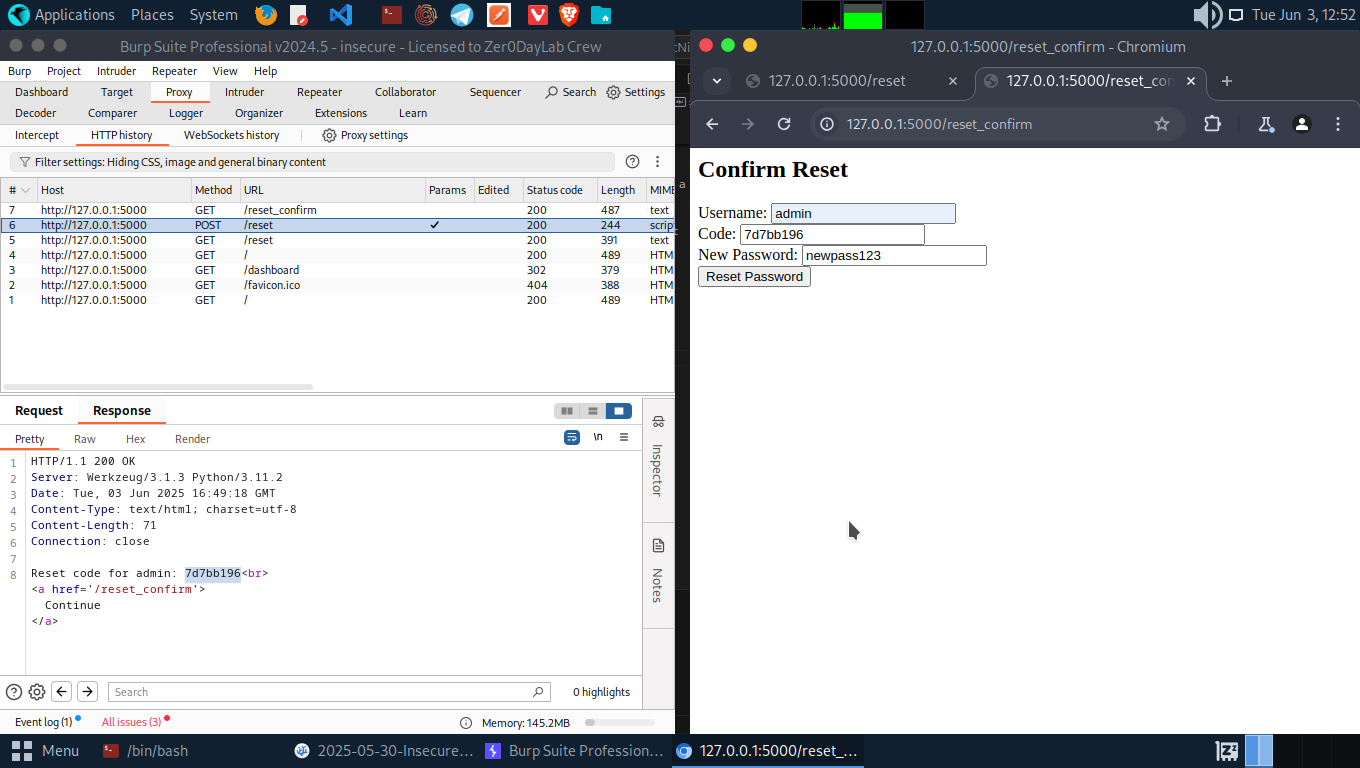 Applications Places System Tue Jun 3, 12:52
Burp Suite Professional v2024.5 - insecure - Licensed to Zer0DayLab Crew
Burp Project Intruder Repeater View Help
Dashboard Target Proxy Intruder Repeater Collaborator Sequencer Search Settings
Decoder Comparer Logger Organizer Extensions Learn
Intercept HTTP history WebSockets history Proxy settings
Filter settings: Hiding CSS, image and general binary content
# Host Method URL Params Edited Status code Length MIME
7 http://127.0.0.1:5000 GET /reset_confirm 200 487 text
6 http://127.0.0.1:5000 POST /reset ✓ 200 244 scrip
5 http://127.0.0.1:5000 GET /reset 200 391 text
4 http://127.0.0.1:5000 GET / 200 489 HTM
3 http://127.0.0.1:5000 GET /dashboard 302 379 HTM
2 http://127.0.0.1:5000 GET /favicon.ico 404 388 HTM
1 http://127.0.0.1:5000 GET / 200 489 HTM
Request Response
Pretty Raw Hex Render \n
1 HTTP/1.1 200 OK
2 Server: Werkzeug/3.1.3 Python/3.11.2
3 Date: Tue, 03 Jun 2025 16:49:18 GMT
4 Content-Type: text/html; charset=utf-8
5 Content-Length: 71
6 Connection: close
7
8 Reset code for admin: 7d7bb196<br>
<a href='/reset_confirm'>
Continue
</a>
Inspector
Notes
Search 0 highlights
Event log (1) All issues (3) Memory: 145.2MB
127.0.0.1:5000/reset_confirm - Chromium
127.0.0.1:5000/reset 127.0.0.1:5000/reset_con
127.0.0.1:5000/reset_confirm
Confirm Reset
Username: admin
Code: 7d7bb196
New Password: newpass123
Reset Password
Menu /bin/bash 2025-05-30-Insecure... Burp Suite Profession... 127.0.0.1:5000/reset_...